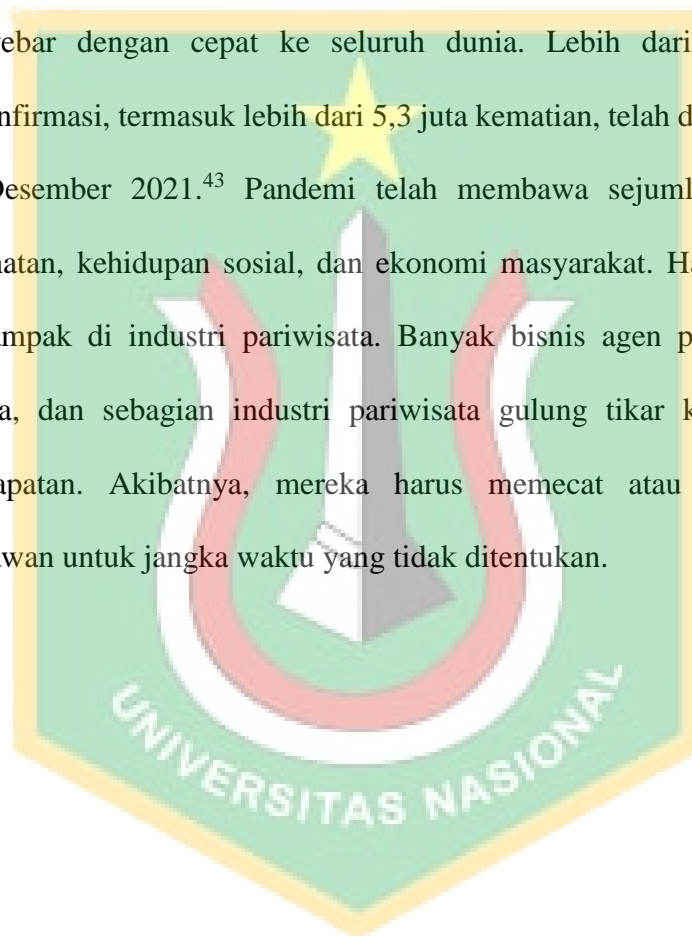 ebar dengan cepat ke seluruh dunia. Lebih dari
nfirmasi, termasuk lebih dari 5,3 juta kematian, telah d
Desember 2021.43 Pandemi telah membawa sejuml
atan, kehidupan sosial, dan ekonomi masyarakat. Ha
mpak di industri pariwisata. Banyak bisnis agen p
a, dan sebagian industri pariwisata gulung tikar k
apatan. Akibatnya, mereka harus memecat atau
wan untuk jangka waktu yang tidak ditentukan.
UNIVERSITAS NASIONAL